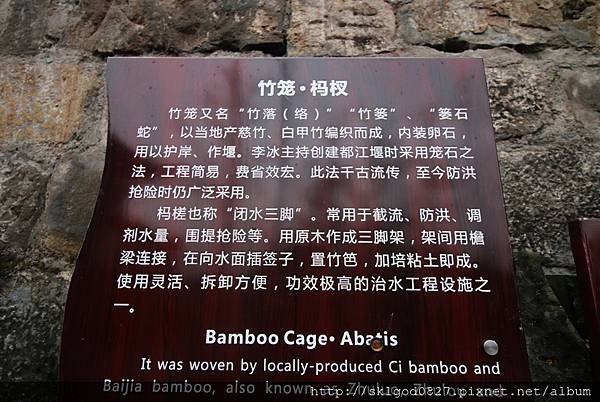 竹笼·杩杈
竹笼又名“竹落（络）”“竹篓”、“篓石
蛇”，以当地产慈竹、白甲竹编织而成，内装卵石，
用以护岸、作堰。李冰主持创建都江堰时采用笼石之
法，工程简易，费省效宏。此法千古流传，至今防洪
抢险时仍广泛采用。
杩槎也称“闭水三脚”。常用于截流、防洪、调
剂水量，围提抢险等。用原木作成三脚架，架间用檐
梁连接，在向水面插签子，置竹笆，加培粘土即成。
使用灵活、拆卸方便，功效极高的治水工程设施之
一。
Bamboo Cage·Abatis
It was woven by locally-produced Ci bamboo and
Baijia bamboo, also known as
http://sklgod0827.pixnet.net/album